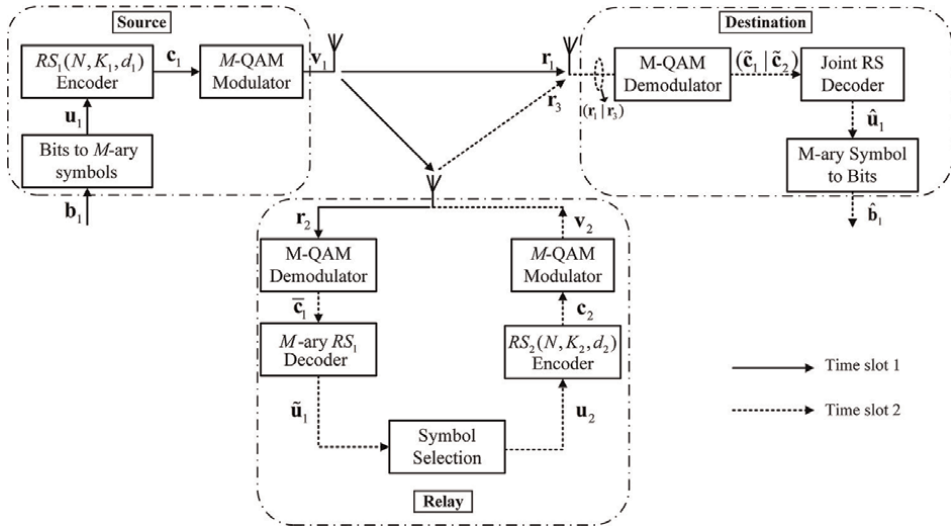 Source
RS₁(N, K₁, d₁)
Encoder
c₁
M-QAM
Modulator
v₁
u₁
Bits to M-ary
symbols
b₁
r₁
r₃
(r₁ | r₃)
Destination
M-QAM
Demodulator
(c̃₁ | c̃₂)
Joint RS
Decoder
û₁
M-ary Symbol
to Bits
b̂₁
r₂
M-QAM
Demodulator
c̄₁
M-ary RS₁
Decoder
ũ₁
Symbol
Selection
u₂
RS₂(N, K₂, d₂)
Encoder
c₂
M-QAM
Modulator
v₂
Relay
Time slot 1
Time slot 2